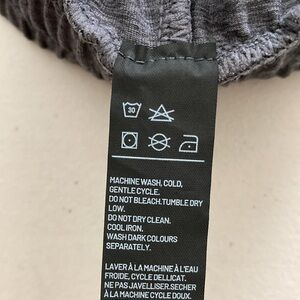 30
MACHINE WASH, COLD,
GENTLE CYCLE.
DO NOT BLEACH.TUMBLE DRY
LOW.
DO NOT DRY CLEAN.
COOL IRON.
WASH DARK COLOURS
SEPARATELY.
LAVER À LA MACHINE À L'EAU
FROIDE, CYCLE DÉLICAT.
NE PAS JAVELLISER.SÉCHER
À LA MACHINE CYCLE DOUX.